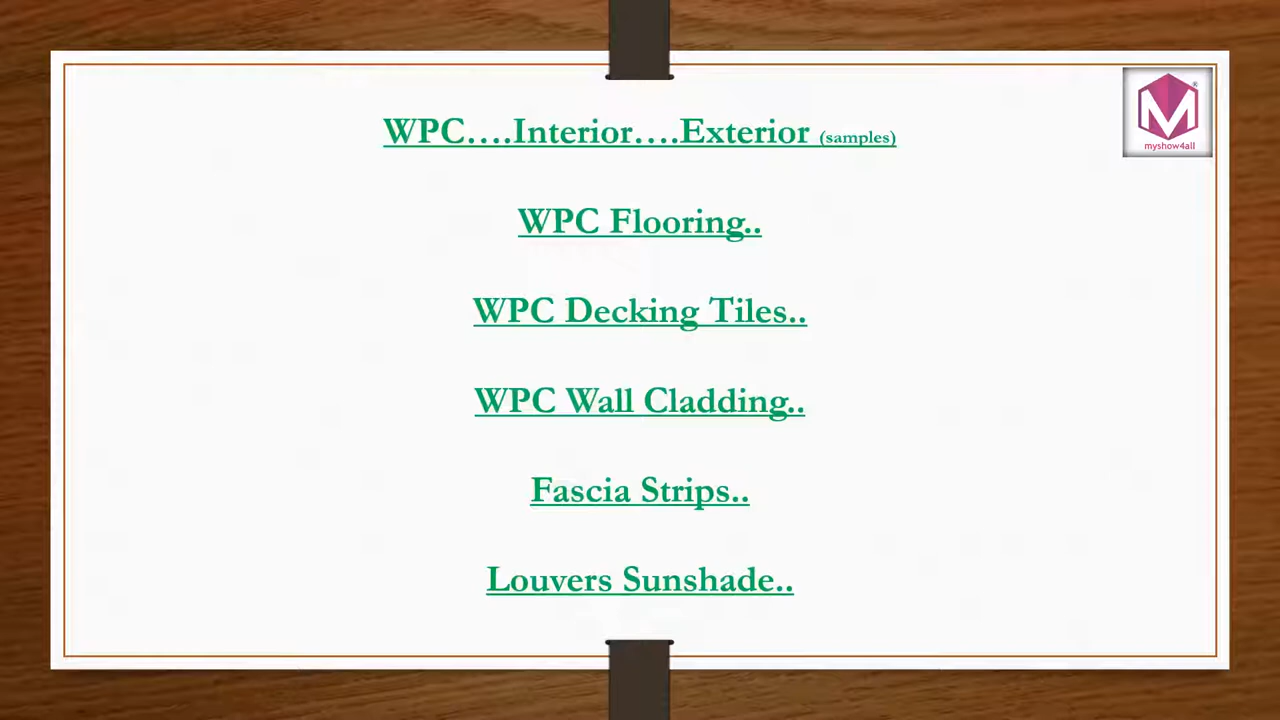 WPC....Interior....Exterior (samples)
M
®
myshow4all
WPC Flooring..
WPC Decking Tiles..
WPC Wall Cladding..
Fascia Strips..
Louvers Sunshade..